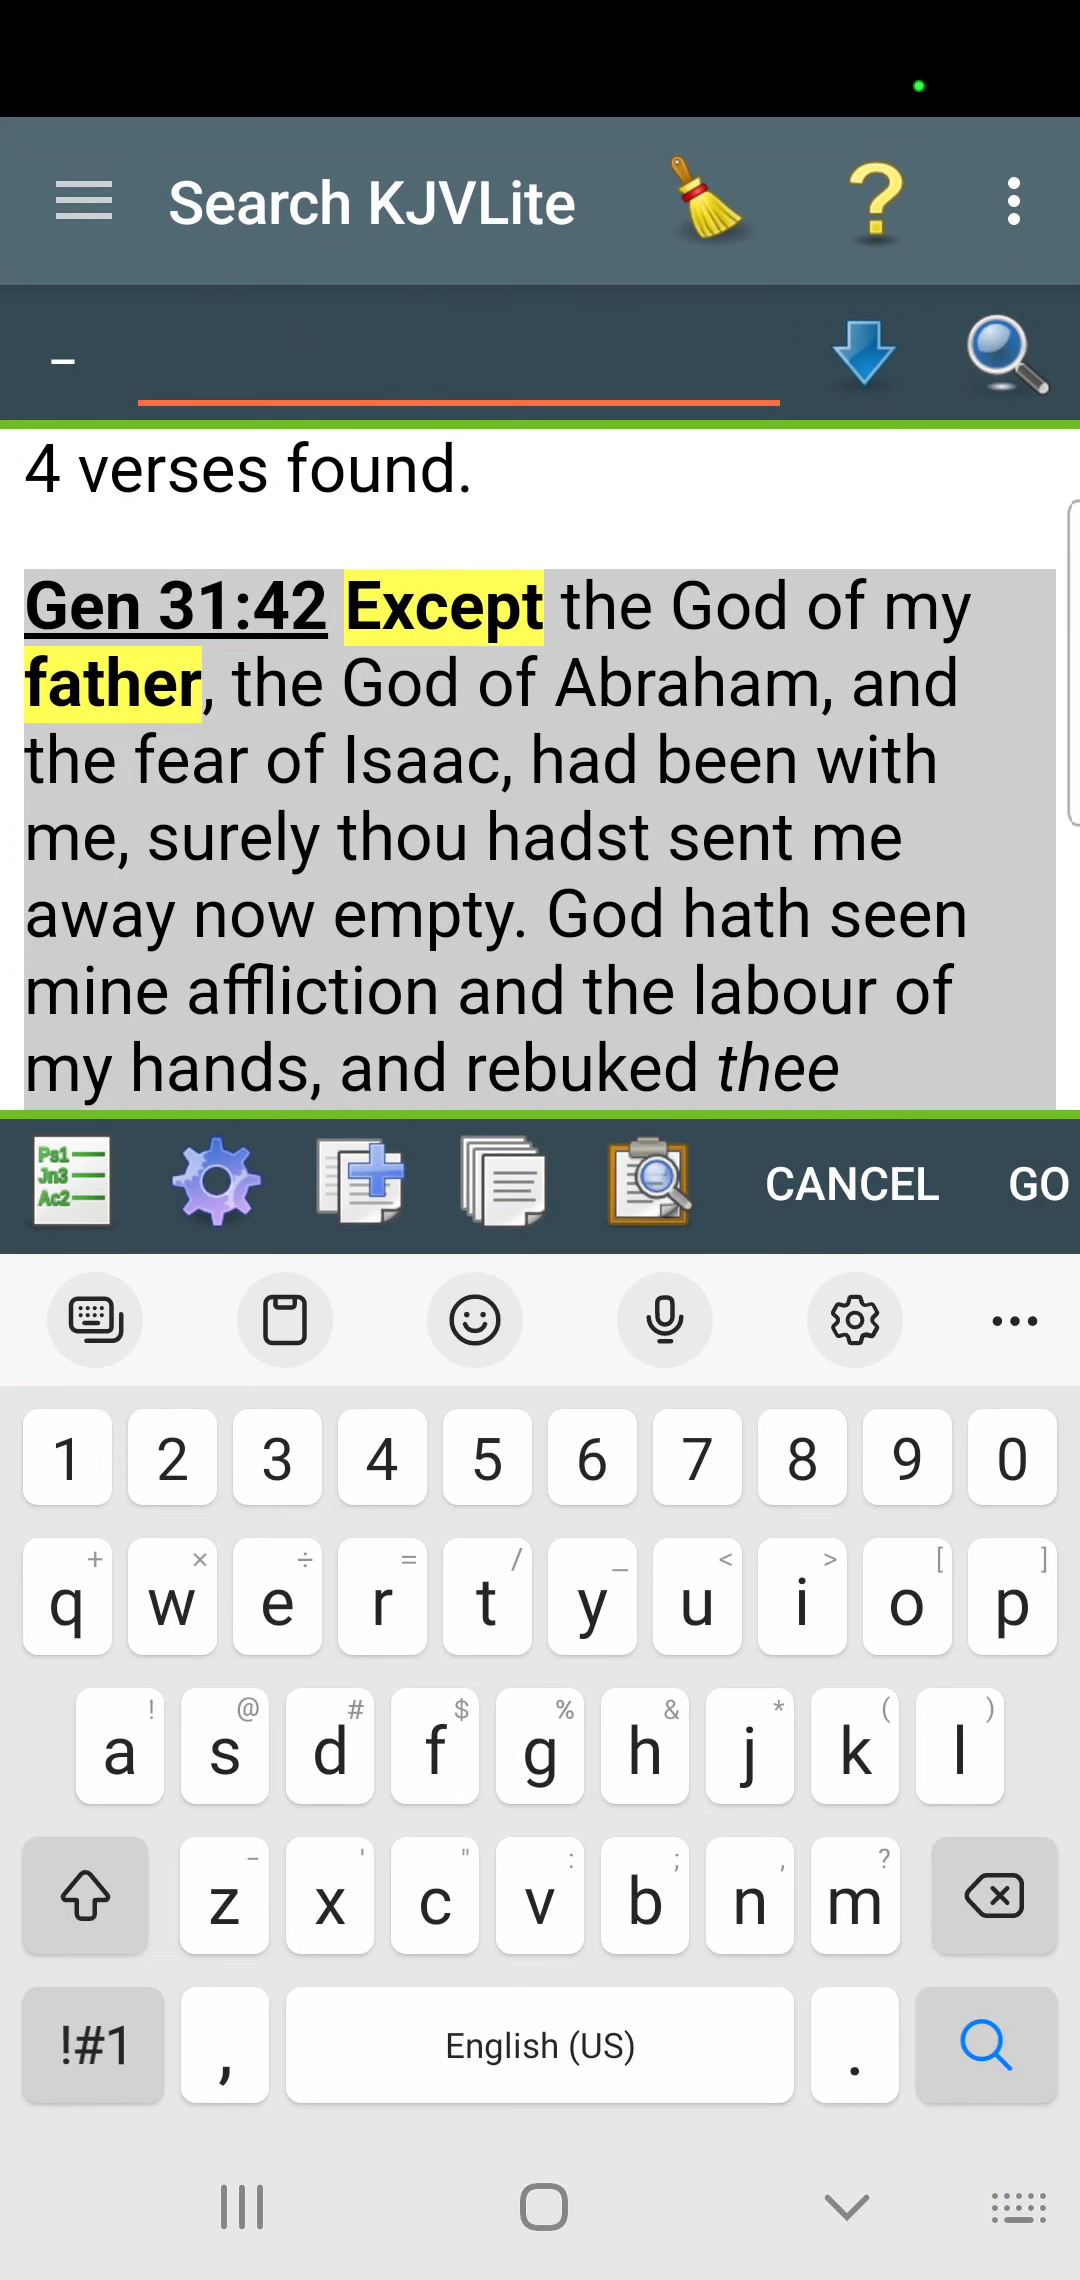 Search KJVLite ?
–
4 verses found.
Gen 31:42 Except the God of my
father, the God of Abraham, and
the fear of Isaac, had been with
me, surely thou hadst sent me
away now empty. God hath seen
mine affliction and the labour of
my hands, and rebuked thee
Ps1
Jn3
Ac2
CANCEL GO
1 2 3 4 5 6 7 8 9 0
+ × ÷ = / _ < > [ ]
q w e r t y u i o p
! @ # $ % & * ( )
a s d f g h j k l
- ' " : ; , ?
z x c v b n m
!#1 , English (US) .